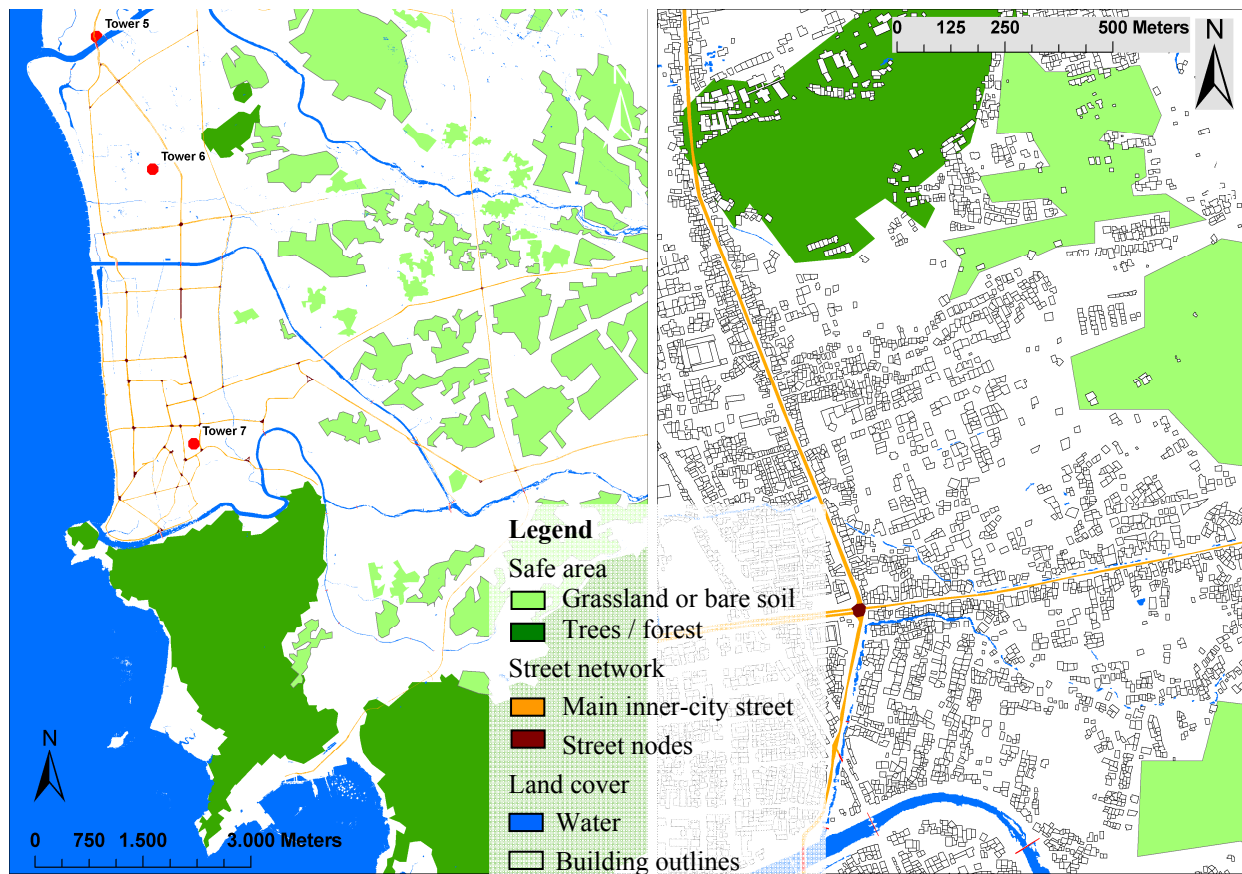 Tower 5
Tower 6
Tower 7
N
0 750 1.500 3.000 Meters
0 125 250 500 Meters
N
N
Legend
Safe area
Grassland or bare soil
Trees / forest
Street network
Main inner-city street
Street nodes
Land cover
Water
Building outlines